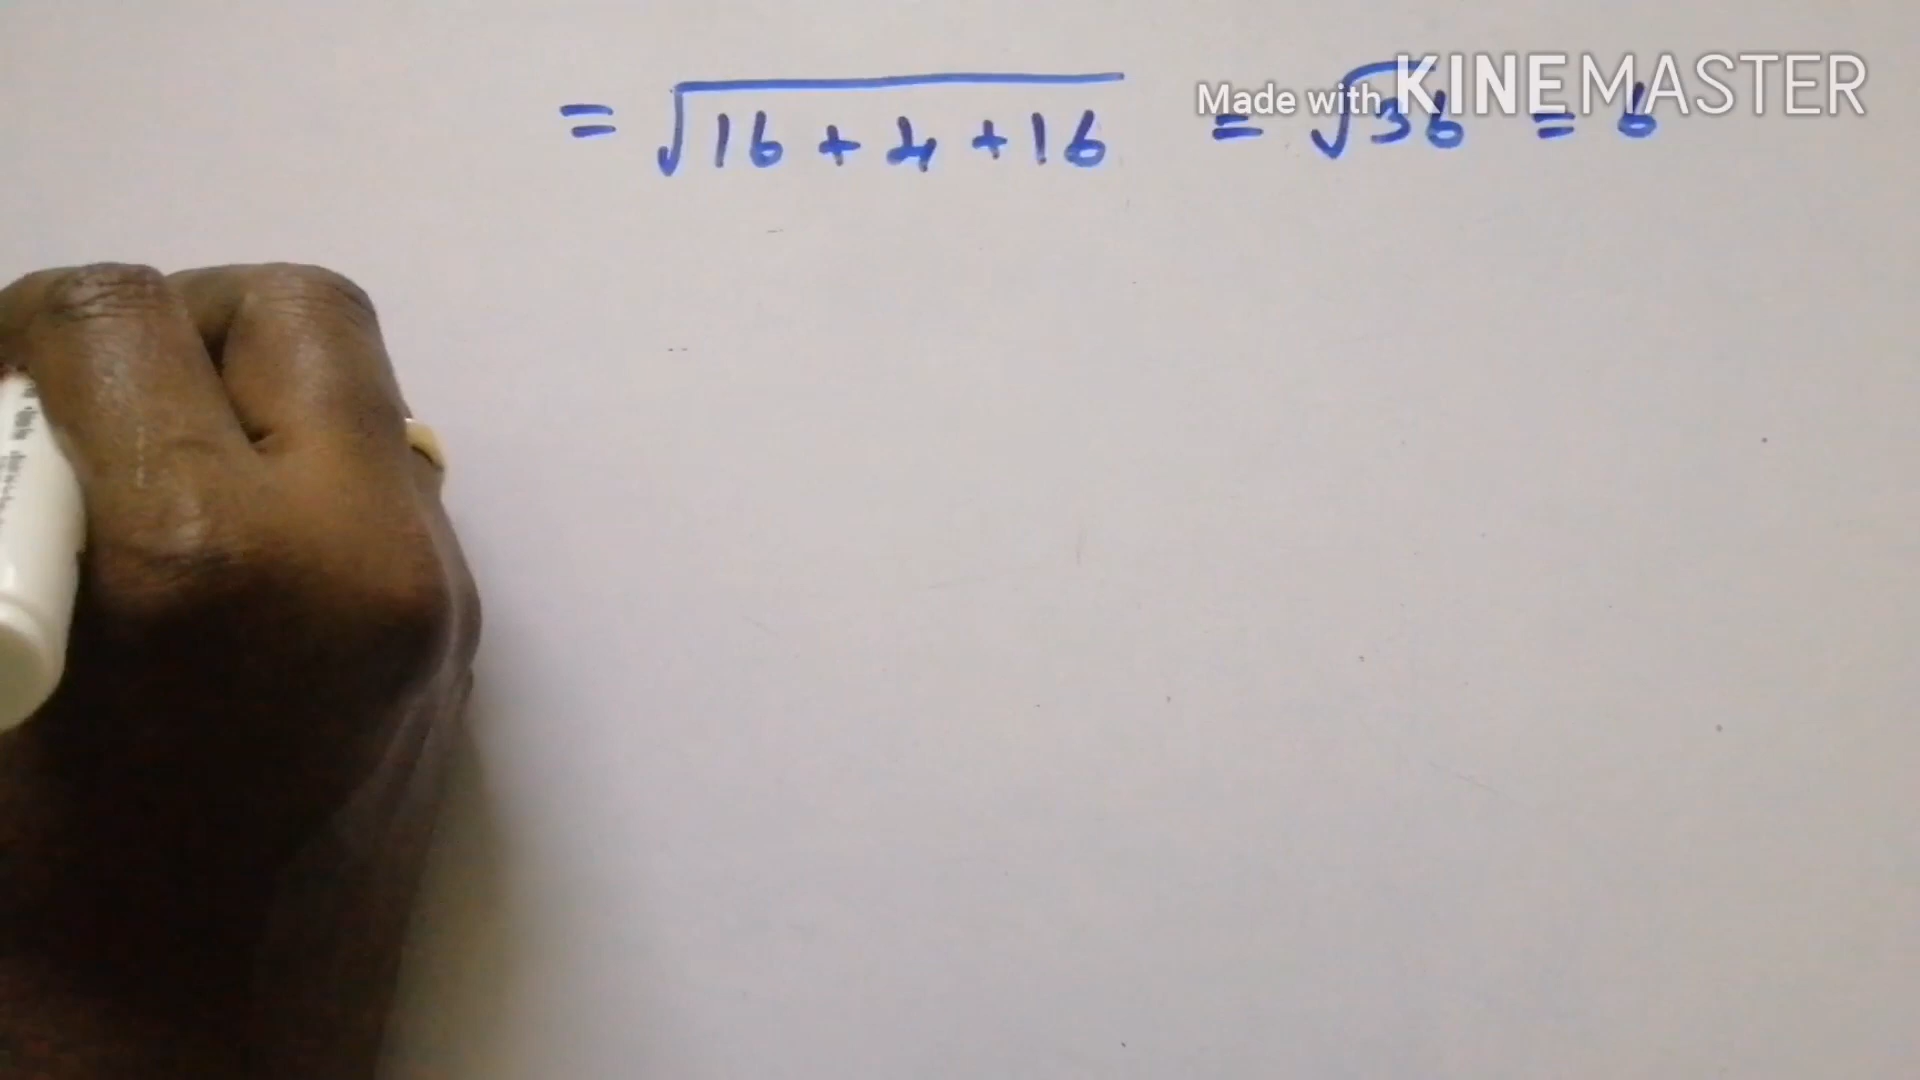 = √16 + 4 + 16 = √36 = 6
Made with KINEMASTER